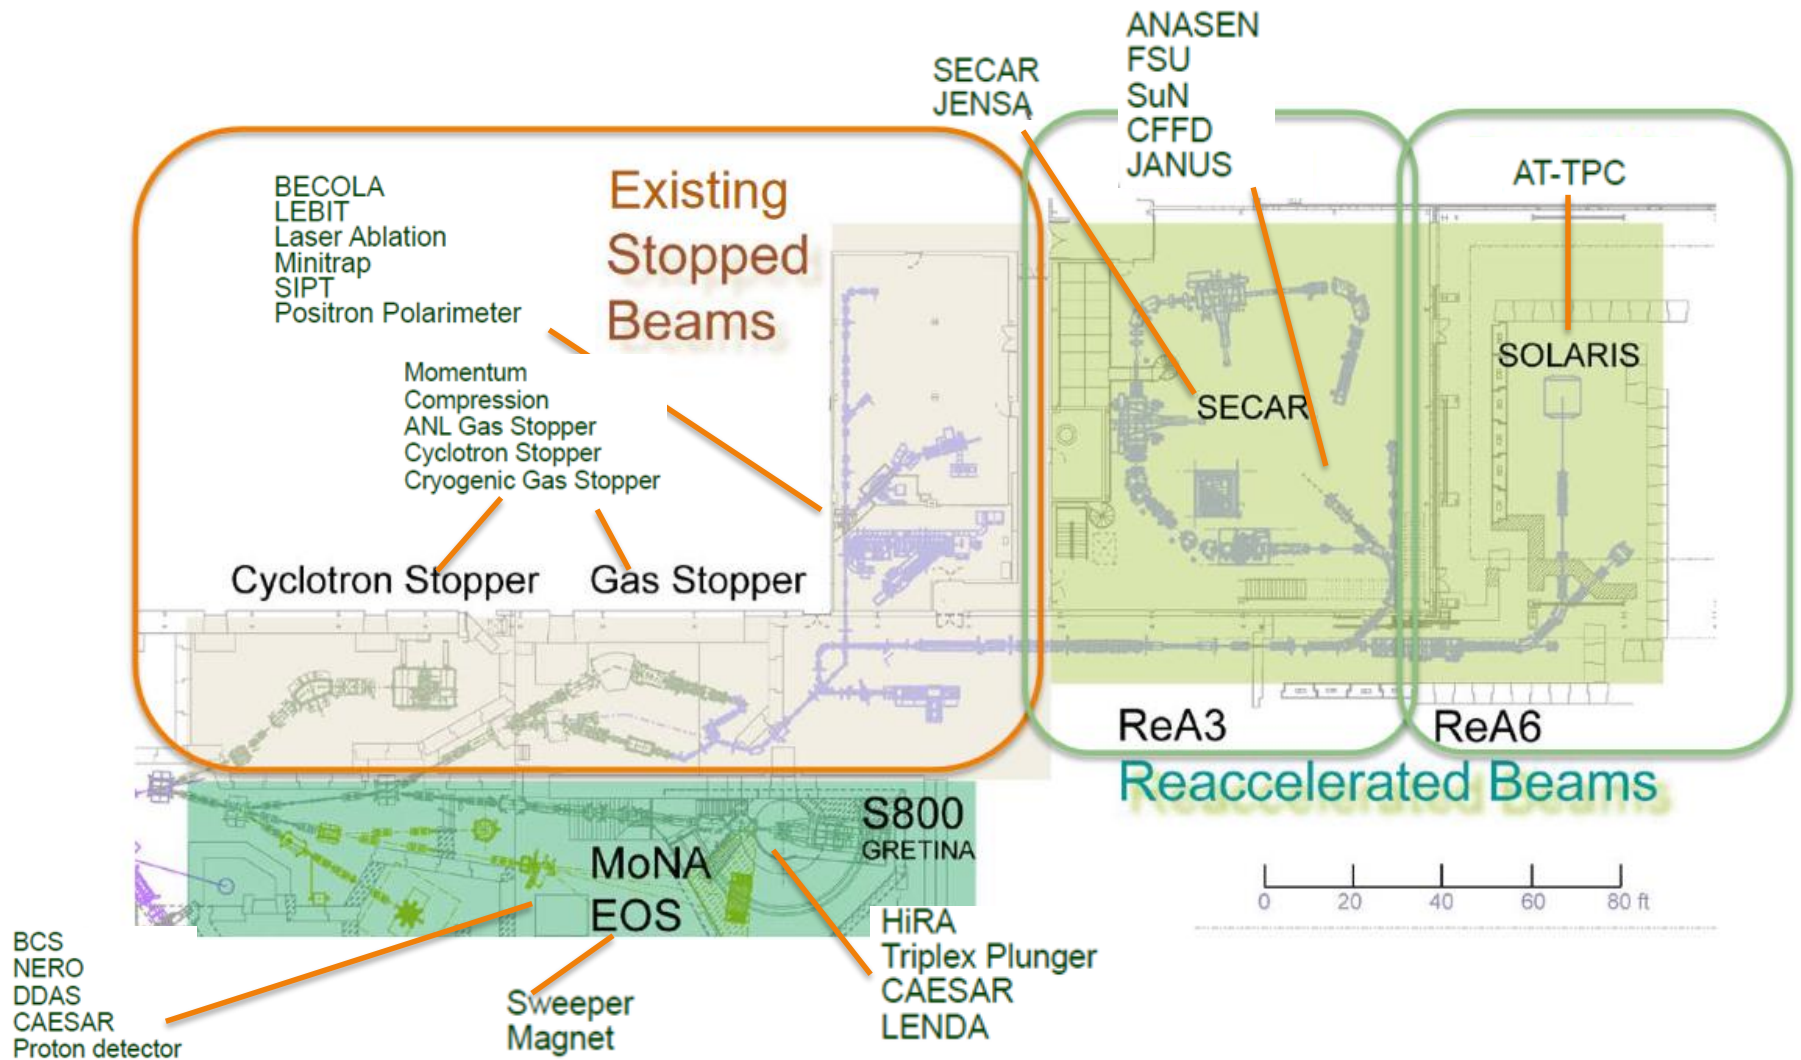 ANASEN
FSU
SuN
CFFD
JANUS
SECAR
JENSA
AT-TPC
BECOLA
LEBIT
Laser Ablation
Minitrap
SIPT
Positron Polarimeter
Existing
Stopped
Beams
Momentum
Compression
ANL Gas Stopper
Cyclotron Stopper
Cryogenic Gas Stopper
SOLARIS
SECAR
Cyclotron Stopper
Gas Stopper
ReA3
ReA6
Reaccelerated Beams
S800
GRETINA
MoNA
EOS
0 20 40 60 80 ft
HiRA
Triplex Plunger
CAESAR
LENDA
BCS
NERO
DDAS
CAESAR
Proton detector
Sweeper
Magnet